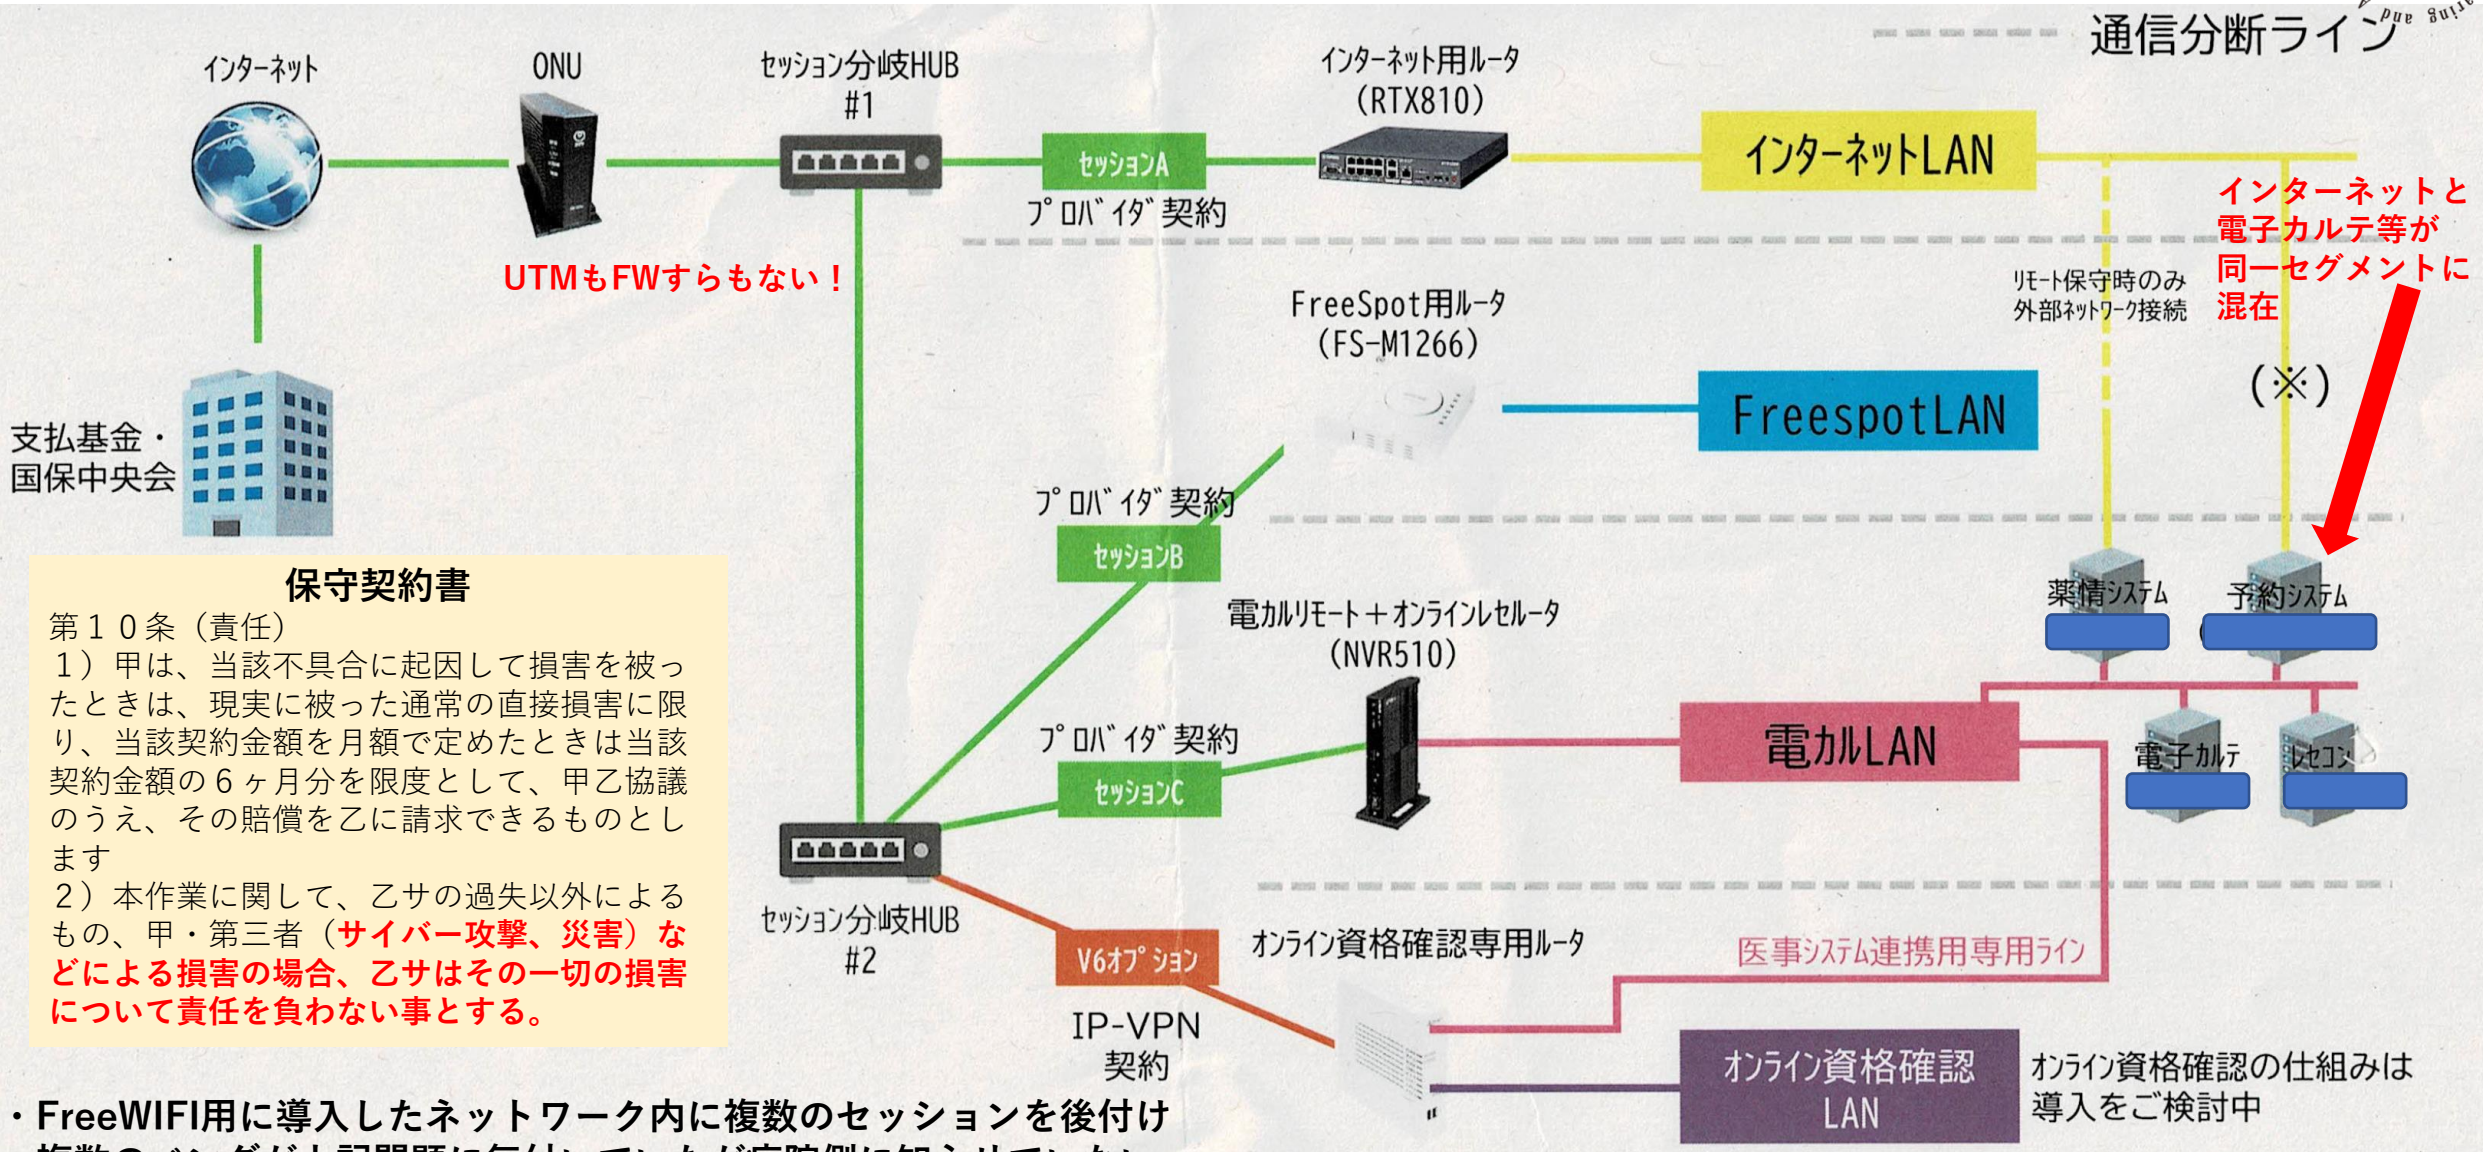 通信分断ライン
インターネット
ONU
セッション分岐HUB
#1
インターネット用ルータ
(RTX810)
セッションA
プロバイダ契約
インターネットLAN
インターネットと
電子カルテ等が
同一セグメントに
混在
UTMもFWすらもない！
リモート保守時のみ
外部ネットワーク接続
(※)
FreeSpot用ルータ
(FS-M1266)
FreespotLAN
支払基金・
国保中央会
プロバイダ契約
セッションB
薬情システム
予約システム
電カルリモート＋オンラインレセルータ
(NVR510)
プロバイダ契約
セッションC
電カルLAN
電子カルテ
レセコン
保守契約書
第１０条（責任）
１）甲は、当該不具合に起因して損害を被っ
たときは、現実に被った通常の直接損害に限
り、当該契約金額を月額で定めたときは当該
契約金額の６ヶ月分を限度として、甲乙協議
のうえ、その賠償を乙に請求できるものとし
ます
２）本作業に関して、乙サの過失以外による
もの、甲・第三者（サイバー攻撃、災害）な
どによる損害の場合、乙サはその一切の損害
について責任を負わない事とする。
セッション分岐HUB
#2
V6オプション
IP-VPN
契約
オンライン資格確認専用ルータ
医事システム連携用専用ライン
オンライン資格確認
LAN
オンライン資格確認の仕組みは
導入をご検討中
・FreeWIFI用に導入したネットワーク内に複数のセッションを後付け